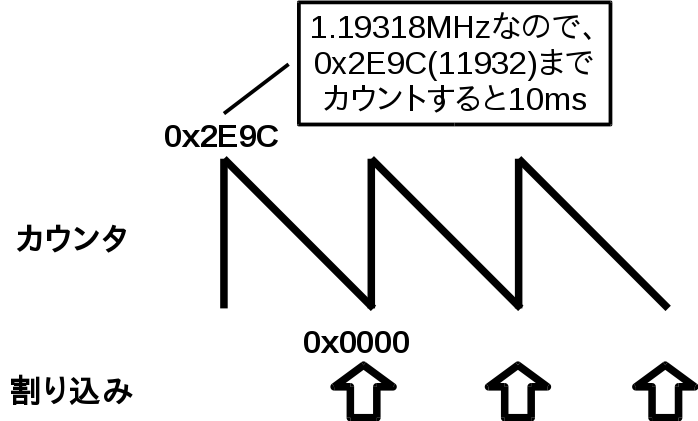 1.19318MHzなので、
0x2E9C(11932)まで
カウントすると10ms
0x2E9C
カウンタ
0x0000
割り込み